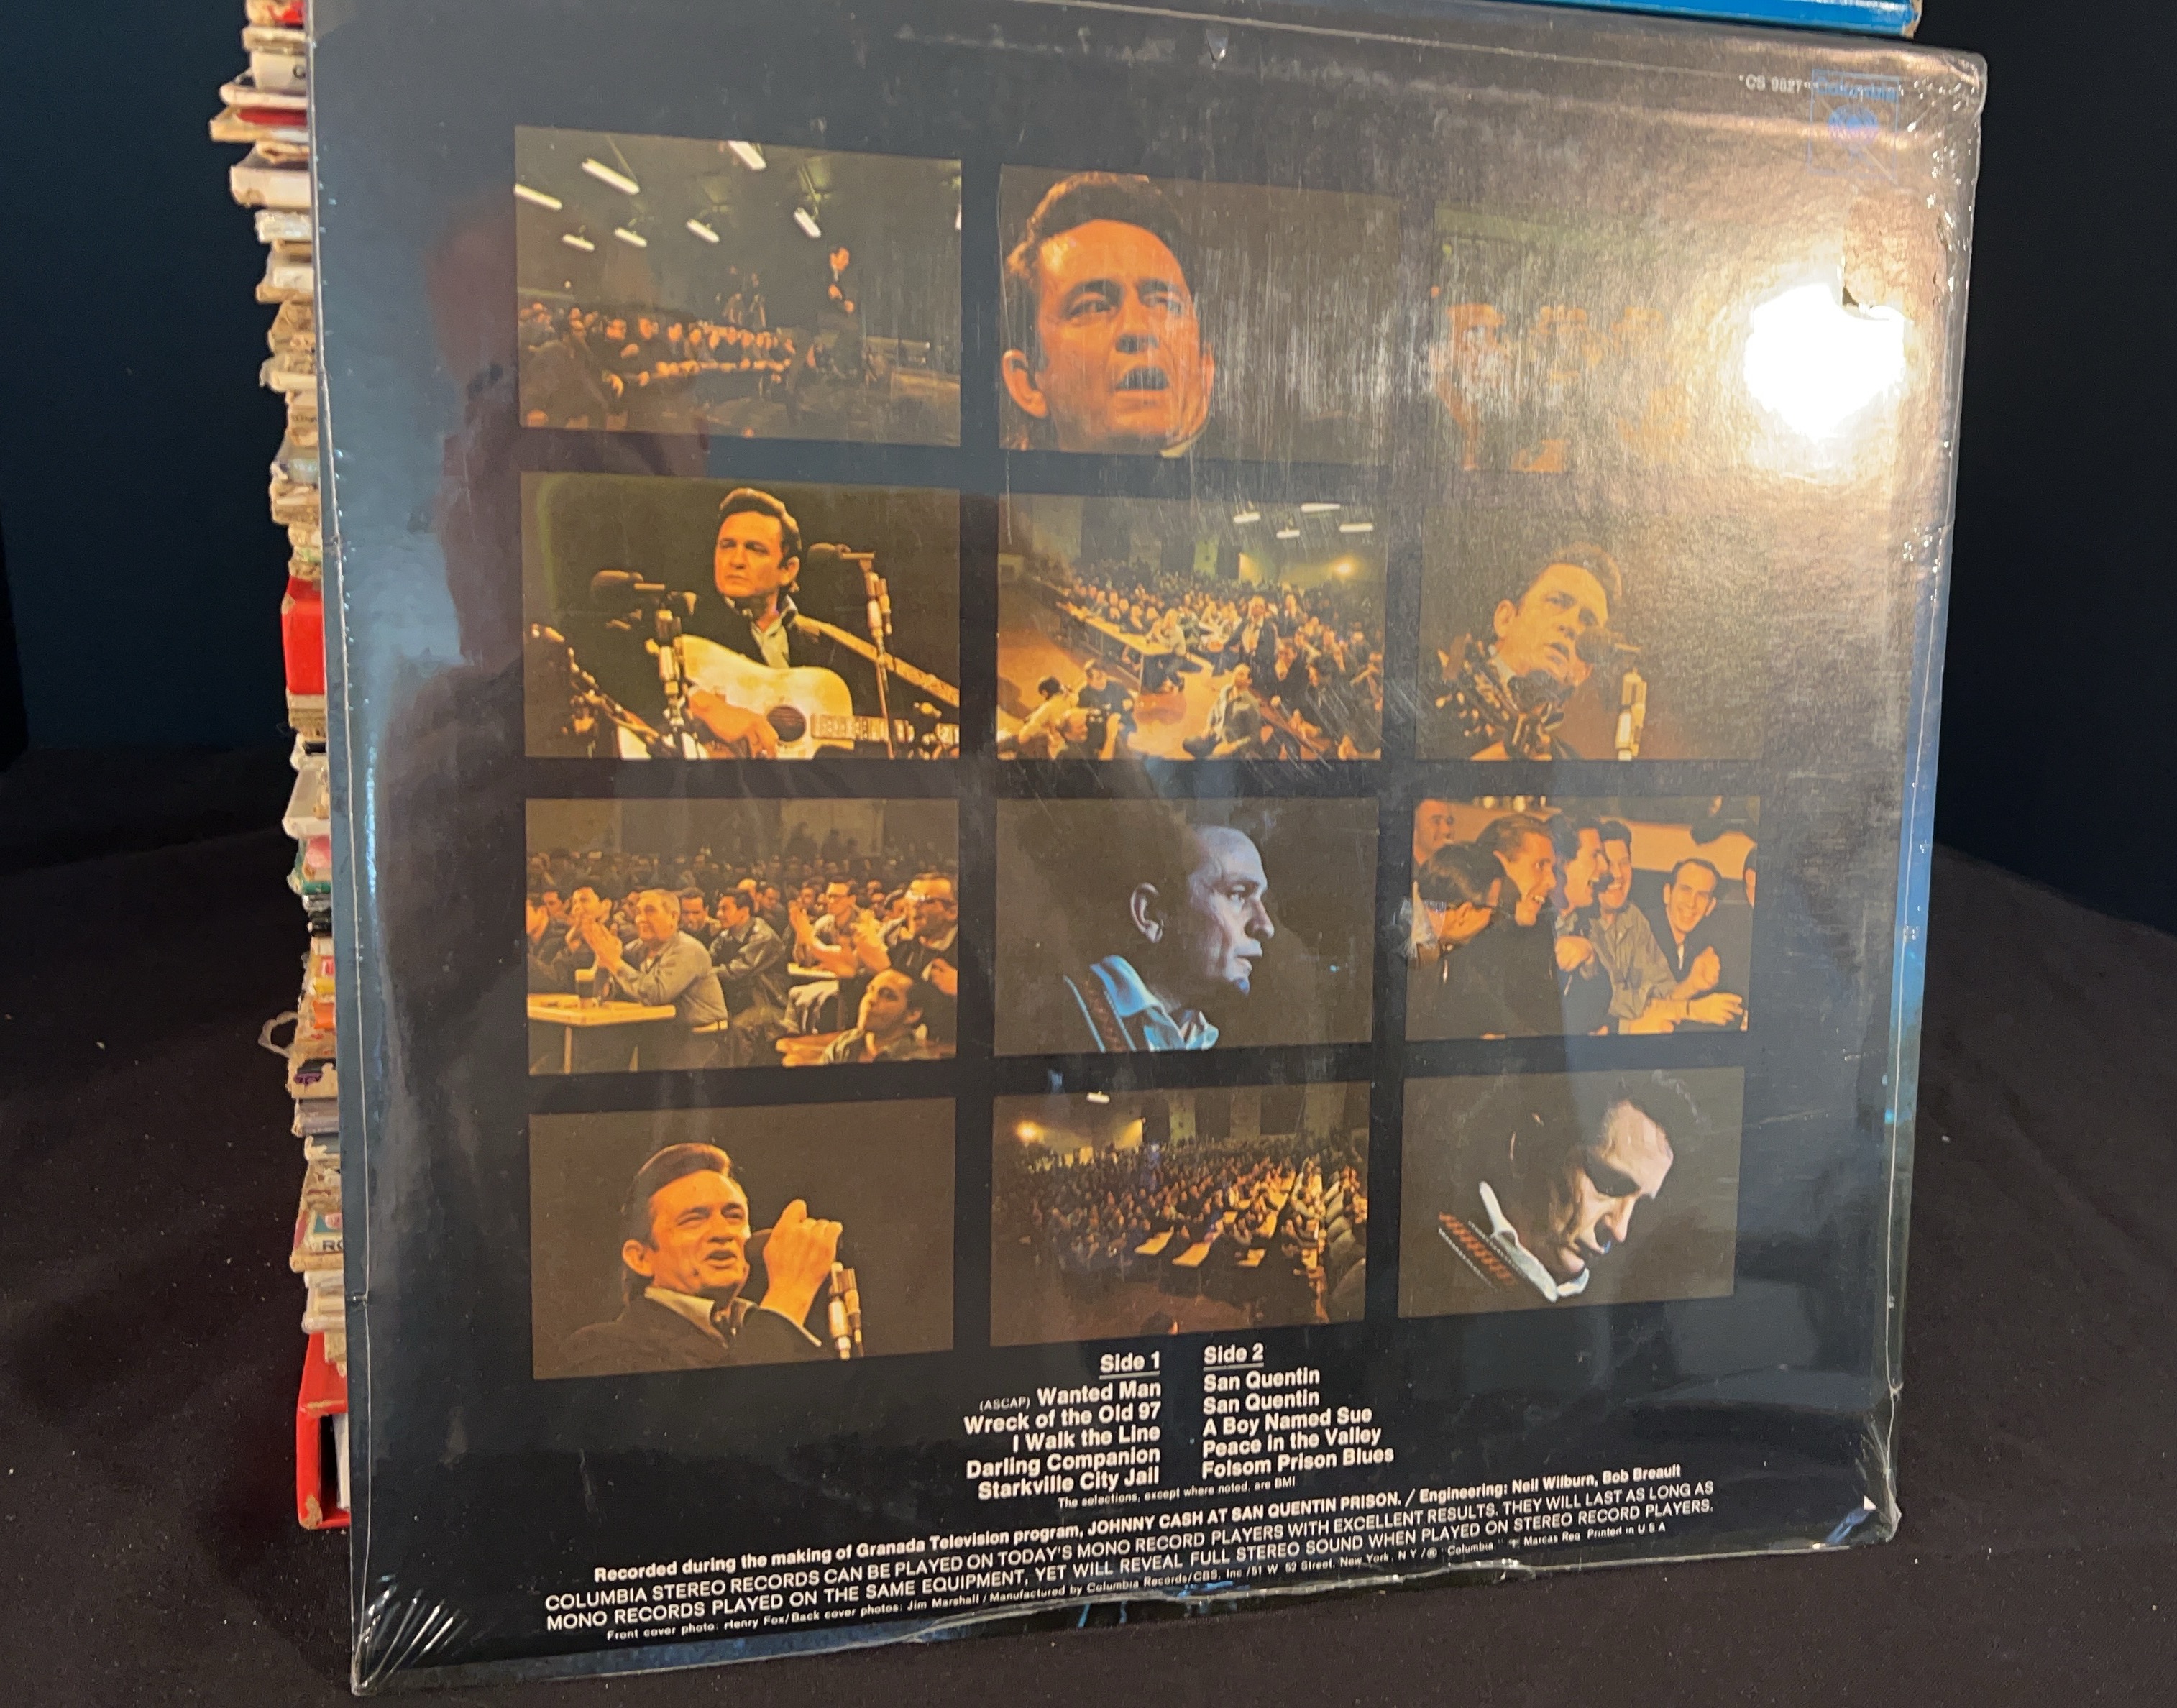 "CS 9827"
Side 1
(ASCAP) Wanted Man
Wreck of the Old 97
I Walk the Line
Darling Companion
Starkville City Jail
Side 2
San Quentin
San Quentin
A Boy Named Sue
Peace in the Valley
Folsom Prison Blues
The selections, except where noted, are BMI
Recorded during the making of Granada Television program, JOHNNY CASH AT SAN QUENTIN PRISON. / Engineering: Neil Wilburn, Bob Breault
COLUMBIA STEREO RECORDS CAN BE PLAYED ON TODAY'S MONO RECORD PLAYERS WITH EXCELLENT RESULTS. THEY WILL LAST AS LONG AS
MONO RECORDS PLAYED ON THE SAME EQUIPMENT, YET WILL REVEAL FULL STEREO SOUND WHEN PLAYED ON STEREO RECORD PLAYERS.
Front cover photo: Henry Fox/Back cover photos: Jim Marshall / Manufactured by Columbia Records/CBS, Inc./51 W. 52 Street, New York, N.Y./® "Columbia," Marcas Reg. Printed in U S A